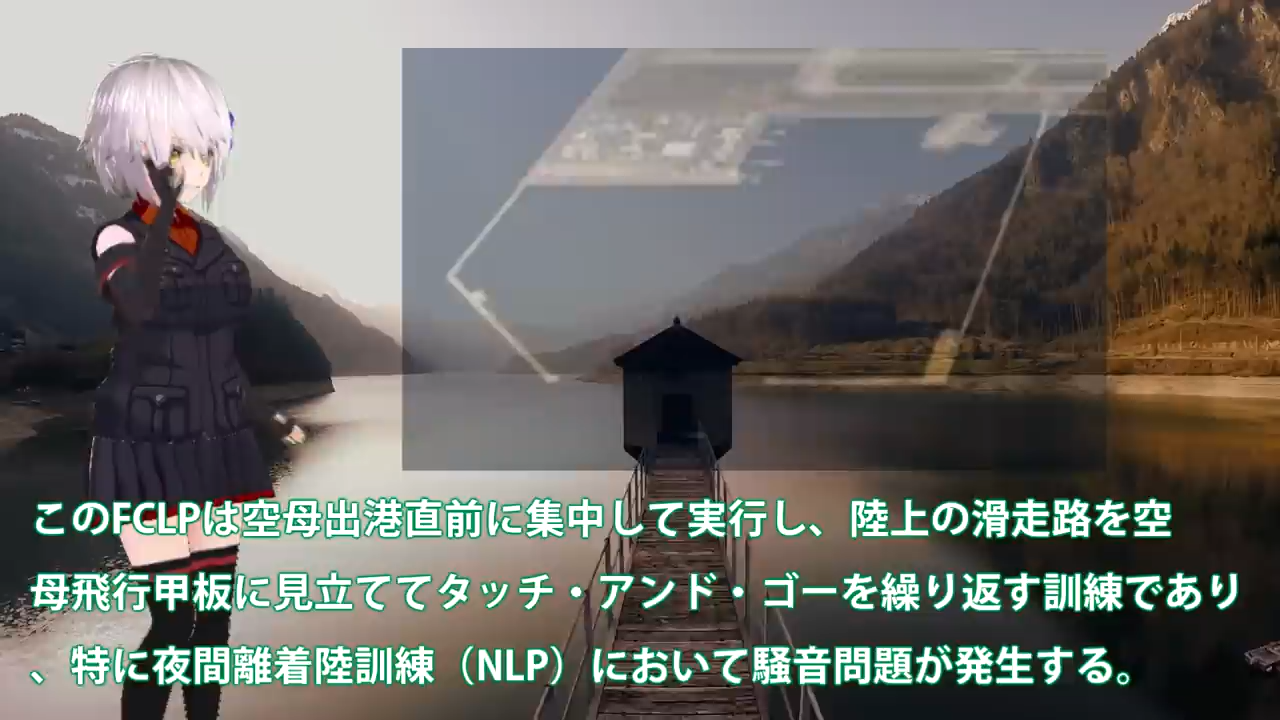 このFCLPは空母出港直前に集中して実行し、陸上の滑走路を空
母飛行甲板に見立ててタッチ・アンド・ゴーを繰り返す訓練であり
、特に夜間離着陸訓練（NLP）において騒音問題が発生する。